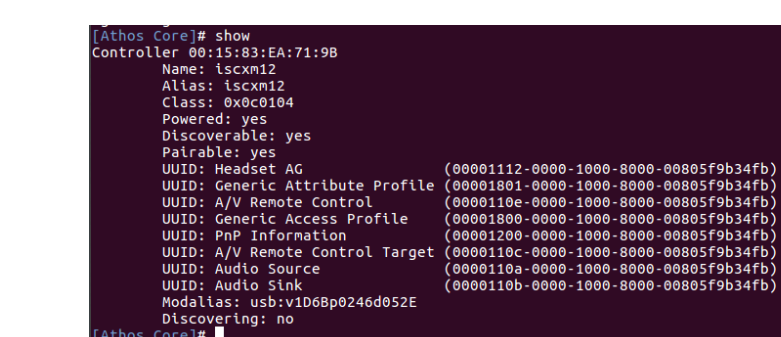 [Athos Core]# show
Controller 00:15:83:EA:71:9B
Name: iscxm12
Alias: iscxm12
Class: 0x0c0104
Powered: yes
Discoverable: yes
Pairable: yes
UUID: Headset AG (00001112-0000-1000-8000-00805f9b34fb)
UUID: Generic Attribute Profile (00001801-0000-1000-8000-00805f9b34fb)
UUID: A/V Remote Control (0000110e-0000-1000-8000-00805f9b34fb)
UUID: Generic Access Profile (00001800-0000-1000-8000-00805f9b34fb)
UUID: PnP Information (00001200-0000-1000-8000-00805f9b34fb)
UUID: A/V Remote Control Target (0000110c-0000-1000-8000-00805f9b34fb)
UUID: Audio Source (0000110a-0000-1000-8000-00805f9b34fb)
UUID: Audio Sink (0000110b-0000-1000-8000-00805f9b34fb)
Modalias: usb:v1D6Bp0246d052E
Discovering: no
[Athos Core]#